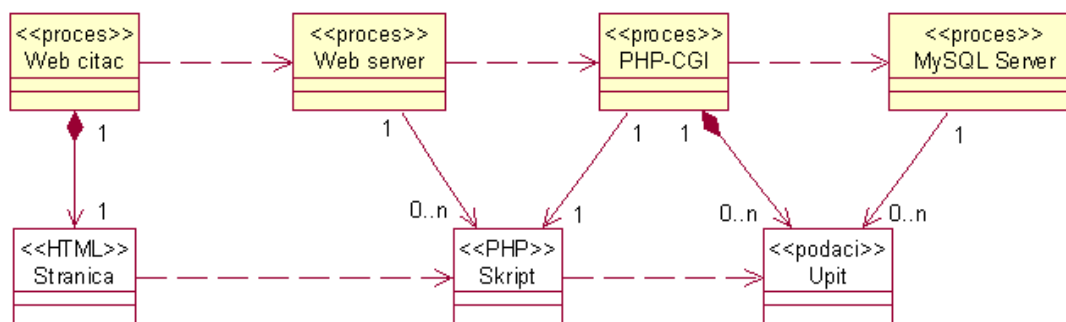 <<proces>>
Web citac
<<proces>>
Web server
<<proces>>
PHP-CGI
<<proces>>
MySQL Server
1
1
1
1
1
1
0..n
1
0..n
0..n
<<HTML>>
Stranica
<<PHP>>
Skript
<<podaci>>
Upit